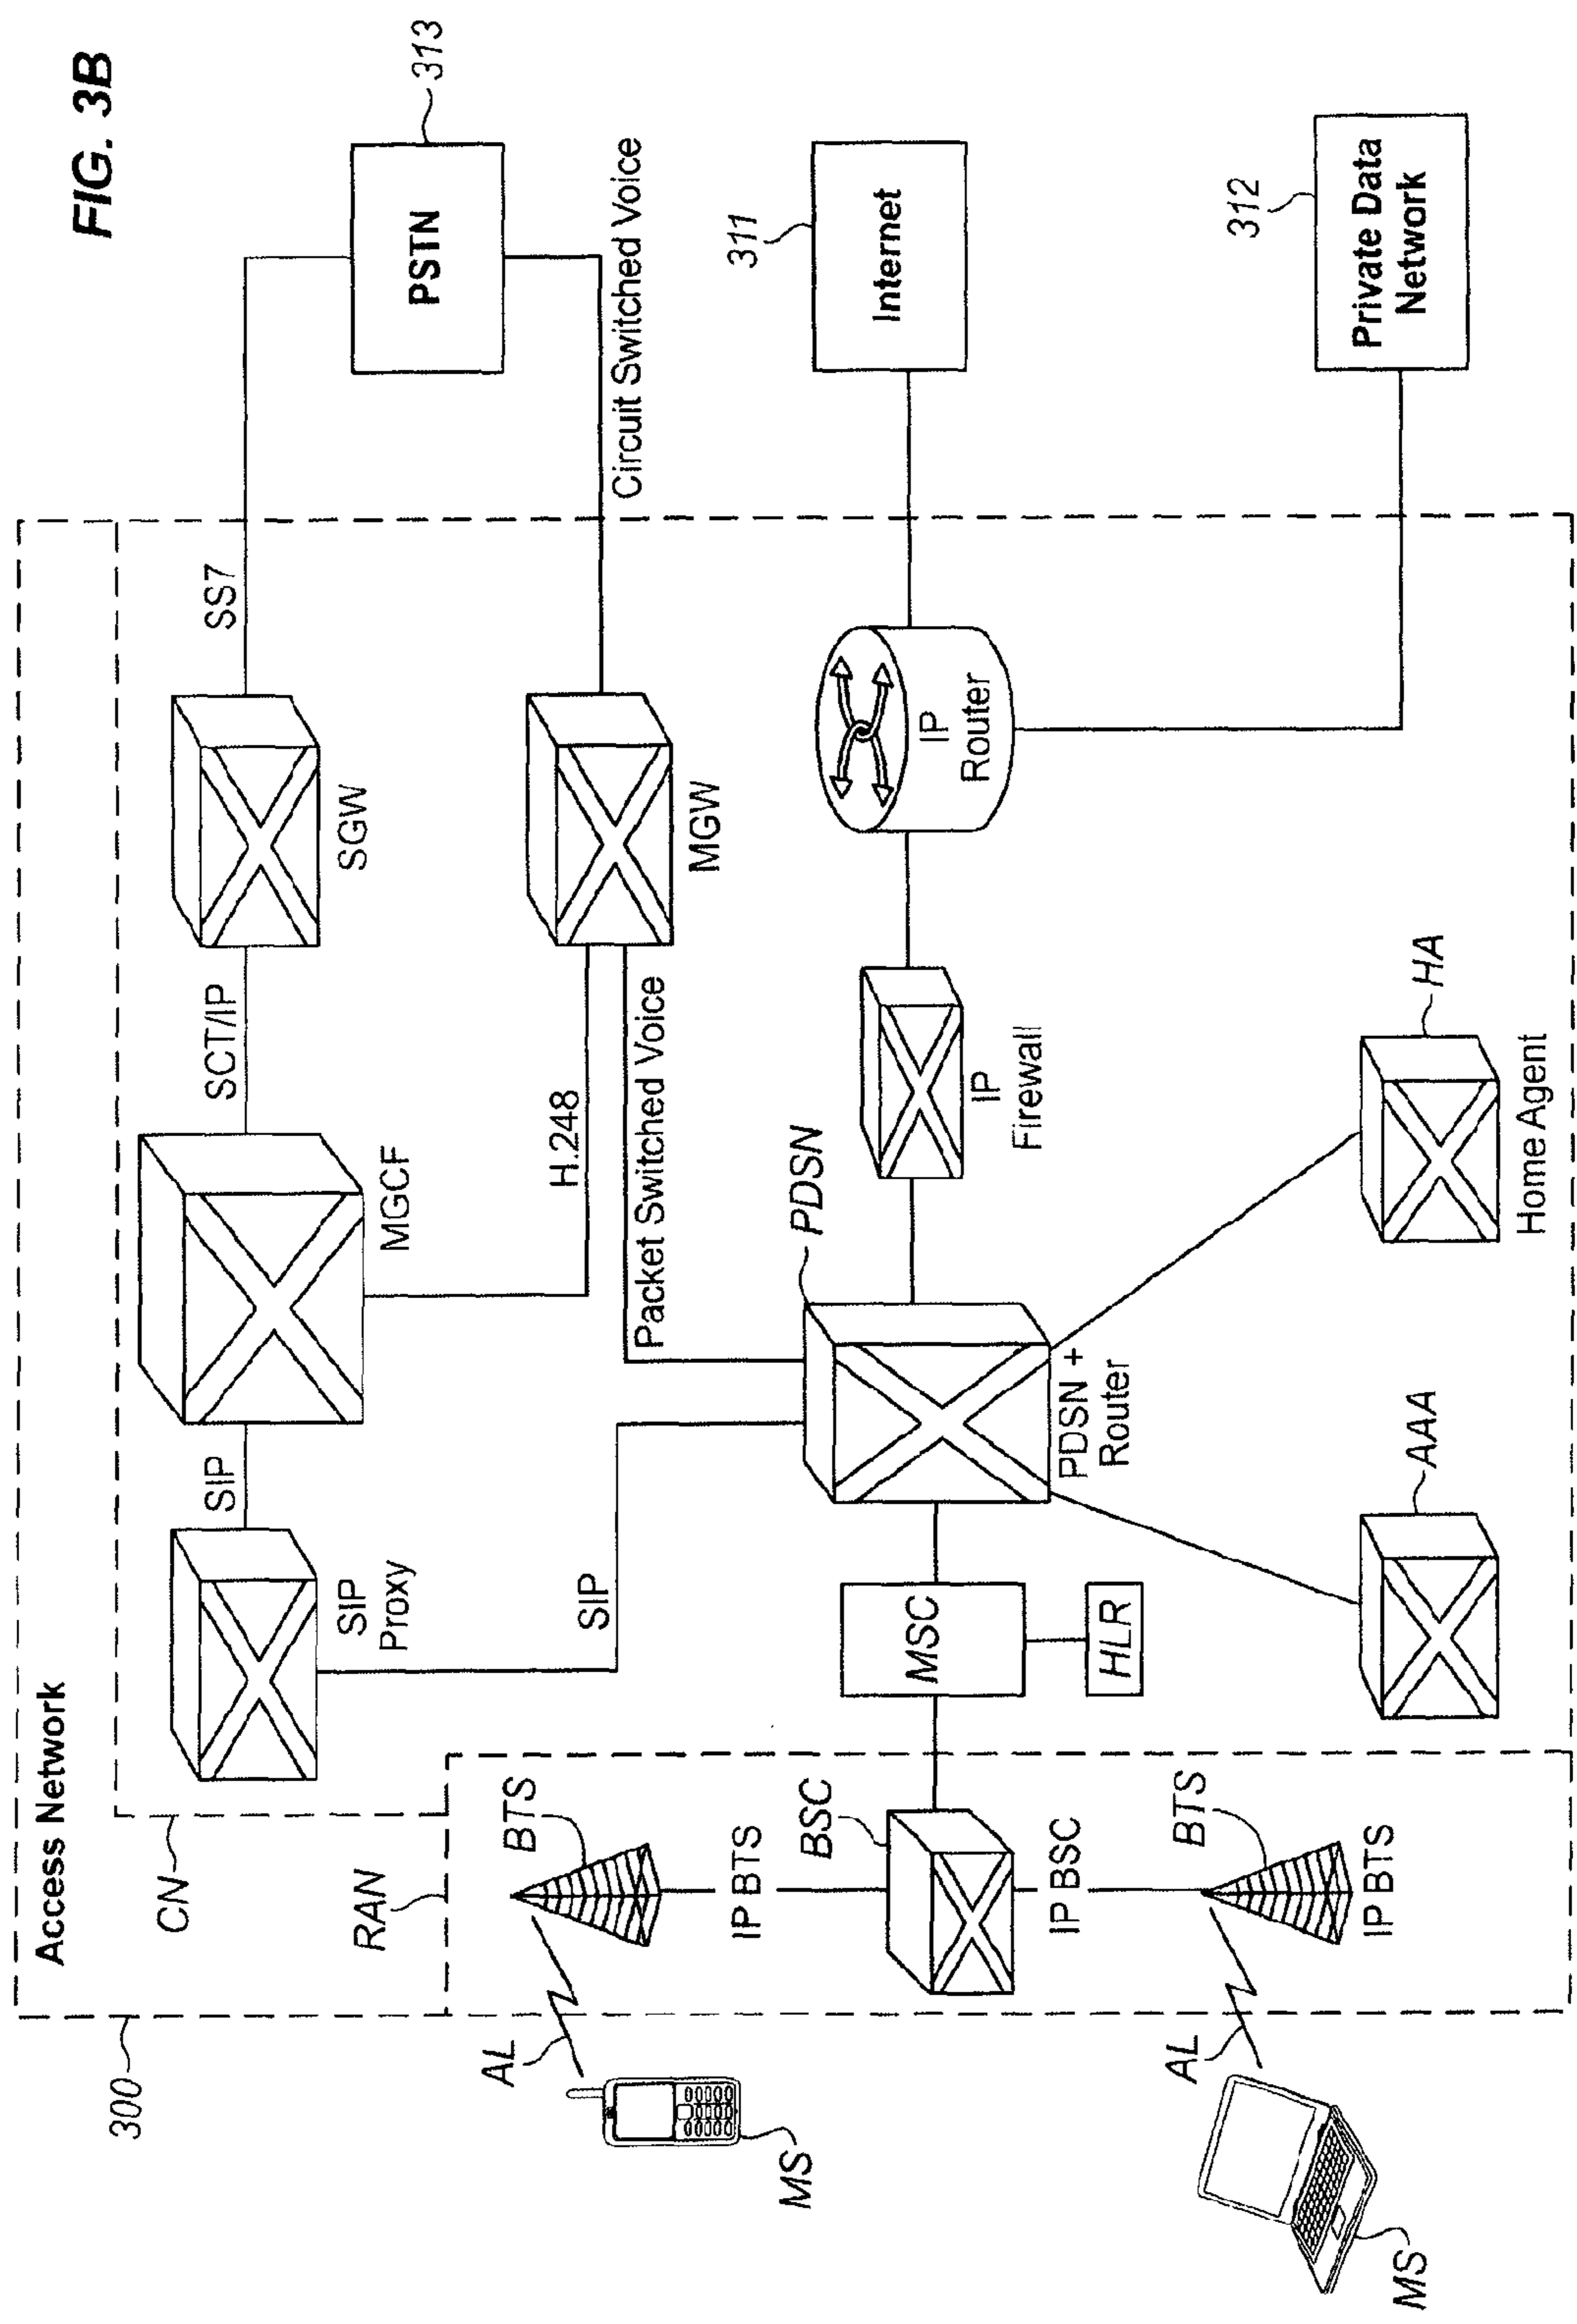 FIG. 3B
Access Network
300
CN
RAN
SIP
Proxy
SIP
MGCF
SCT/IP
SGW
SS7
PSTN
313
SIP
H.248
Packet Switched Voice
MGW
Circuit Switched Voice
AL
MS
BTS
IP BTS
BSC
IP BSC
BTS
IP BTS
AL
MS
MSC
HLR
PDSN
PDSN +
Router
IP
Firewall
IP
Router
Internet
311
Private Data
Network
312
AAA
HA
Home Agent